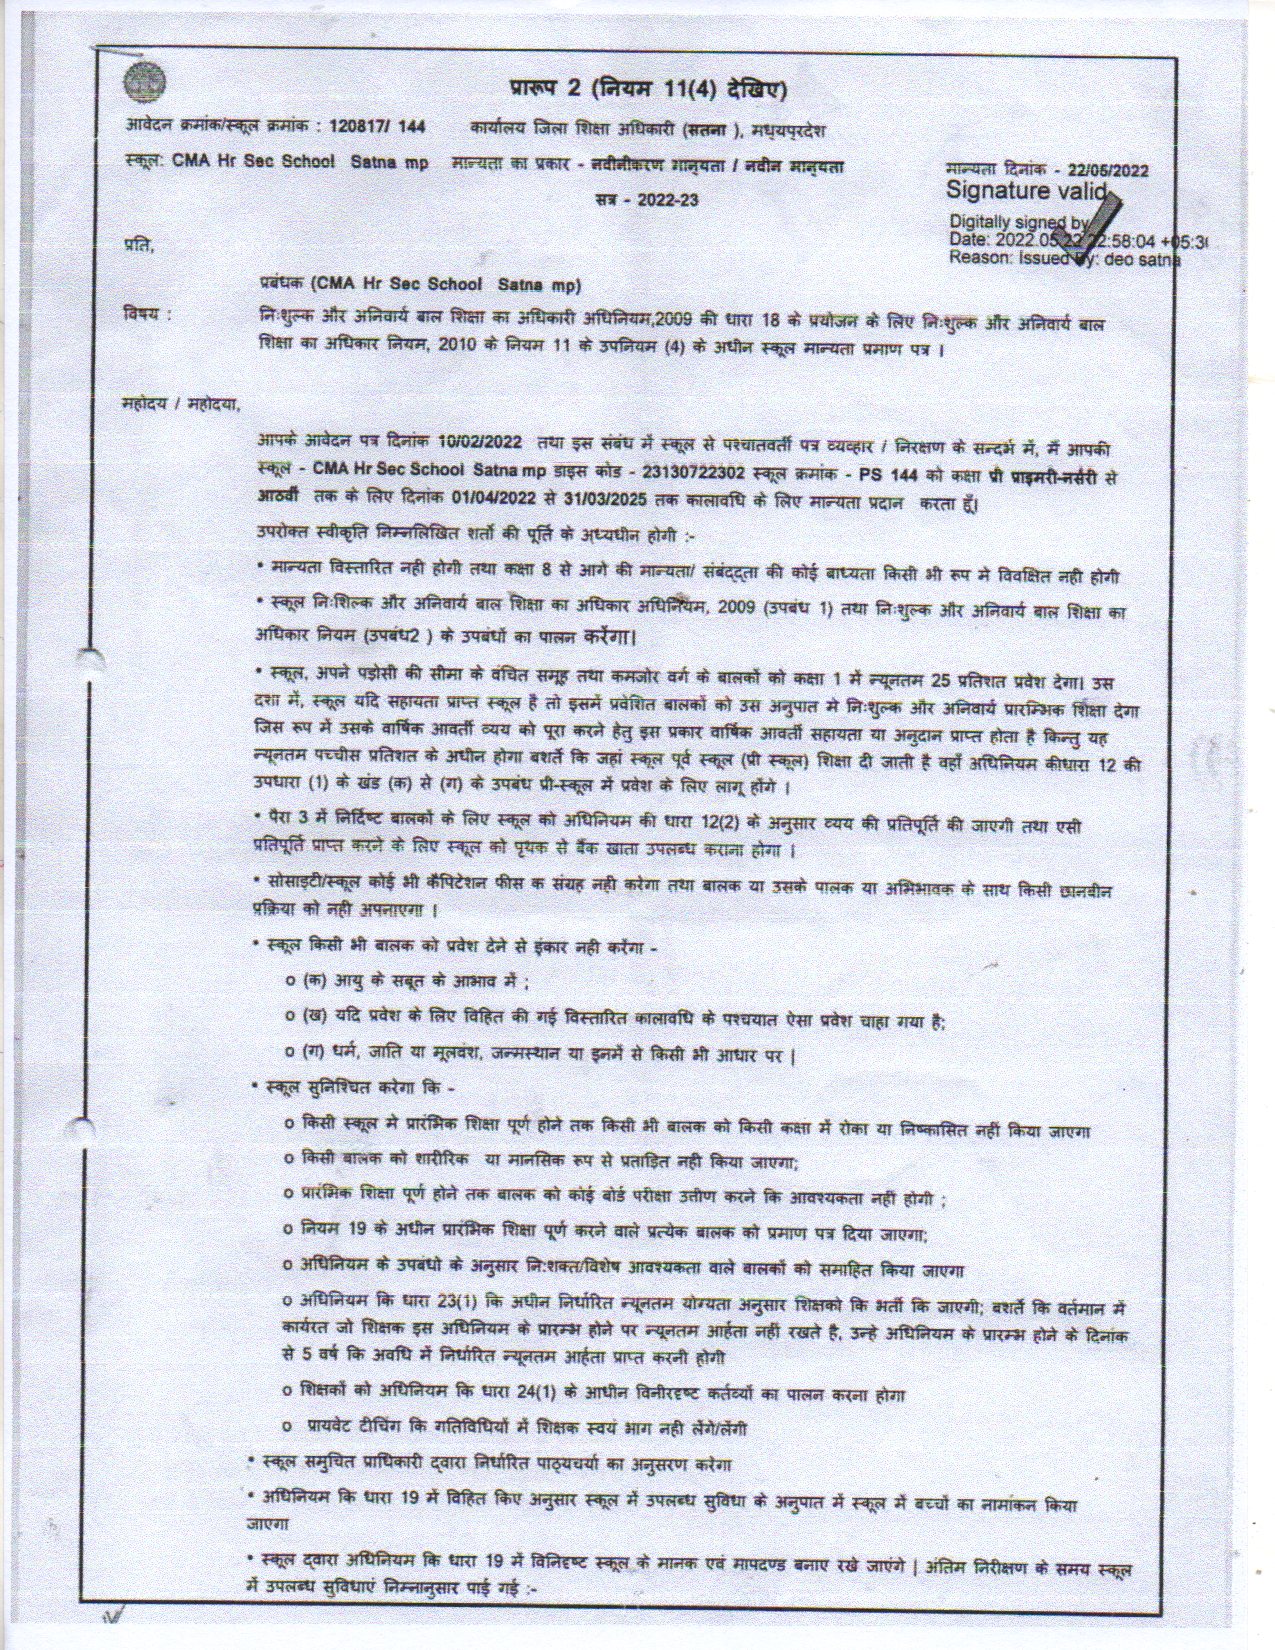 प्रारूप 2 (नियम 11(4) देखिए)
आवेदन क्रमांक/स्कूल क्रमांक : 120817/ 144 कार्यालय जिला शिक्षा अधिकारी (सतना ), मध्यप्रदेश
स्कूल: CMA Hr Sec School Satna mp मान्यता का प्रकार - नवीनीकरण मान्यता / नवीन मान्यता
मान्यता दिनांक - 22/05/2022
सत्र - 2022-23
Signature valid
Digitally signed by
Date: 2022.05.22 22:58:04 +05:30
Reason: Issued By: deo satna
प्रति,
प्रबंधक (CMA Hr Sec School Satna mp)
विषय : निःशुल्क और अनिवार्य बाल शिक्षा का अधिकारी अधिनियम,2009 की धारा 18 के प्रयोजन के लिए निःशुल्क और अनिवार्य बाल
शिक्षा का अधिकार नियम, 2010 के नियम 11 के उपनियम (4) के अधीन स्कूल मान्यता प्रमाण पत्र ।
महोदय / महोदया,
आपके आवेदन पत्र दिनांक 10/02/2022 तथा इस संबंध में स्कूल से पश्चातवर्ती पत्र व्यव्हार / निरक्षण के सन्दर्भ में, में आपकी
स्कूल - CMA Hr Sec School Satna mp डाइस कोड - 23130722302 स्कूल क्रमांक - PS 144 को कक्षा प्री प्राइमरी-नर्सरी से
आठवीं तक के लिए दिनांक 01/04/2022 से 31/03/2025 तक कालावधि के लिए मान्यता प्रदान करता हूँ।
उपरोक्त स्वीकृति निम्नलिखित शर्तो की पूर्ति के अध्यधीन होगी :-
• मान्यता विस्तारित नही होगी तथा कक्षा 8 से आगे की मान्यता/ संबंद्द्ता की कोई बाध्यता किसी भी रूप मे विवक्षित नही होगी
• स्कूल निःशिल्क और अनिवार्य बाल शिक्षा का अधिकार अधिनियम, 2009 (उपबंध 1) तथा निःशुल्क और अनिवार्य बाल शिक्षा का
अधिकार नियम (उपबंध2 ) के उपबंधों का पालन करेंगा।
• स्कूल, अपने पड़ोसी की सीमा के वंचित समूह तथा कमजोर वर्ग के बालकों को कक्षा 1 में न्यूनतम 25 प्रतिशत प्रवेश देगा। उस
दशा में, स्कूल यदि सहायता प्राप्त स्कूल है तो इसमें प्रवेशित बालकों को उस अनुपात मे निःशुल्क और अनिवार्य प्रारम्भिक शिक्षा देगा
जिस रूप में उसके वार्षिक आवर्ती व्यय को पूरा करने हेतु इस प्रकार वार्षिक आवर्ती सहायता या अनुदान प्राप्त होता है किन्तु यह
न्यूनतम पच्चीस प्रतिशत के अधीन होगा बशर्ते कि जहां स्कूल पूर्व स्कूल (प्री स्कूल) शिक्षा दी जाती है वहाँ अधिनियम कीधारा 12 की
उपधारा (1) के खंड (क) से (ग) के उपबंध प्री-स्कूल में प्रवेश के लिए लागू होंगे ।
• पैरा 3 में निर्दिष्ट बालकों के लिए स्कूल को अधिनियम की धारा 12(2) के अनुसार व्यय की प्रतिपूर्ति की जाएगी तथा एसी
प्रतिपूर्ति प्राप्त करने के लिए स्कूल को पृथक से बैंक खाता उपलब्ध कराना होगा ।
• सोसाइटी/स्कूल कोई भी कैपिटेशन फीस क संग्रह नही करेगा तथा बालक या उसके पालक या अभिभावक के साथ किसी छानबीन
प्रक्रिया को नही अपनाएगा ।
• स्कूल किसी भी बालक को प्रवेश देने से इंकार नही करेंगा -
o (क) आयु के सबूत के आभाव में ;
o (ख) यदि प्रवेश के लिए विहित की गई विस्तारित कालावधि के पश्चयात ऐसा प्रवेश चाहा गया है;
o (ग) धर्म, जाति या मूलवंश, जन्मस्थान या इनमें से किसी भी आधार पर |
• स्कूल सुनिश्चित करेगा कि -
o किसी स्कूल मे प्रारंभिक शिक्षा पूर्ण होने तक किसी भी बालक को किसी कक्षा में रोका या निष्कासित नहीं किया जाएगा
o किसी बालक को शारीरिक या मानसिक रूप से प्रताड़ित नही किया जाएगा;
o प्रारंभिक शिक्षा पूर्ण होने तक बालक को कोई बोर्ड परीक्षा उत्तीण करने कि आवश्यकता नहीं होगी ;
o नियम 19 के अधीन प्रारंभिक शिक्षा पूर्ण करने वाले प्रत्येक बालक को प्रमाण पत्र दिया जाएगा;
o अधिनियम के उपबंधो के अनुसार नि:शक्त/विशेष आवश्यकता वाले बालकों को समाहित किया जाएगा
o अधिनियम कि धारा 23(1) कि अधीन निर्धारित न्यूनतम योग्यता अनुसार शिक्षको कि भर्ती कि जाएगी; बशर्ते कि वर्तमान में
कार्यरत जो शिक्षक इस अधिनियम के प्रारम्भ होने पर न्यूनतम आर्हता नहीं रखते है, उन्हे अधिनियम के प्रारम्भ होने के दिनांक
से 5 वर्ष कि अवधि में निर्धारित न्यूनतम आर्हता प्राप्त करनी होगी
o शिक्षकों को अधिनियम कि धारा 24(1) के आधीन विनीरदृष्ट कर्तव्यों का पालन करना होगा
o प्रायवेट टीचिंग कि गतिविधियों में शिक्षक स्वयं भाग नही लेंगे/लेंगी
• स्कूल समुचित प्राधिकारी द्वारा निर्धारित पाठ्यचर्या का अनुसरण करेगा
• अधिनियम कि धारा 19 में विहित किए अनुसार स्कूल में उपलब्ध सुविधा के अनुपात में स्कूल में बच्चों का नामांकन किया
जाएगा
• स्कूल द्वारा अधिनियम कि धारा 19 में विनिदृष्ट स्कूल के मानक एवं मापदण्ड बनाए रखे जाएंगे | अंतिम निरीक्षण के समय स्कूल
में उपलब्ध सुविधाएं निम्नानुसार पाई गई :-